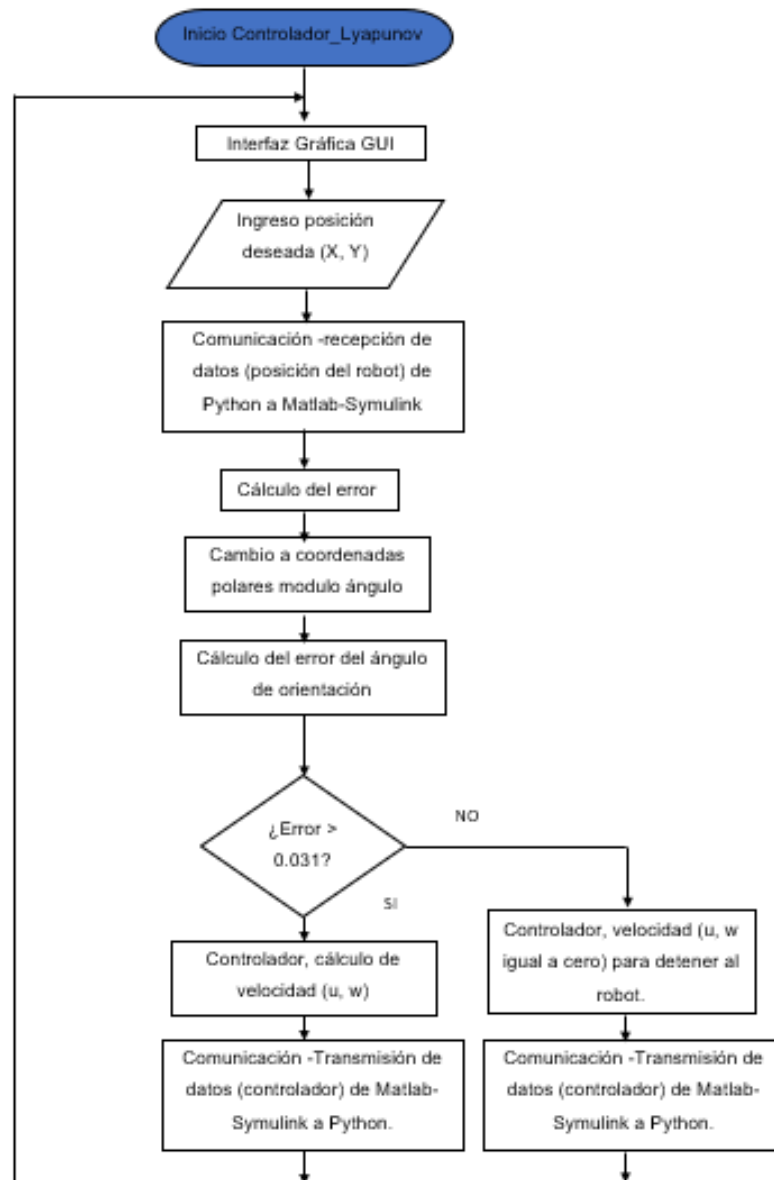 Inicio Controlador_Lyapunov
Interfaz Gráfica GUI
Ingreso posición
deseada (X, Y)
Comunicación -recepción de
datos (posición del robot) de
Python a Matlab-Symulink
Cálculo del error
Cambio a coordenadas
polares modulo ángulo
Cálculo del error del ángulo
de orientación
¿Error >
0.031?
NO
SI
Controlador, cálculo de
velocidad (u, w)
Controlador, velocidad (u, w
igual a cero) para detener al
robot.
Comunicación -Transmisión de
datos (controlador) de Matlab-
Symulink a Python.
Comunicación -Transmisión de
datos (controlador) de Matlab-
Symulink a Python.